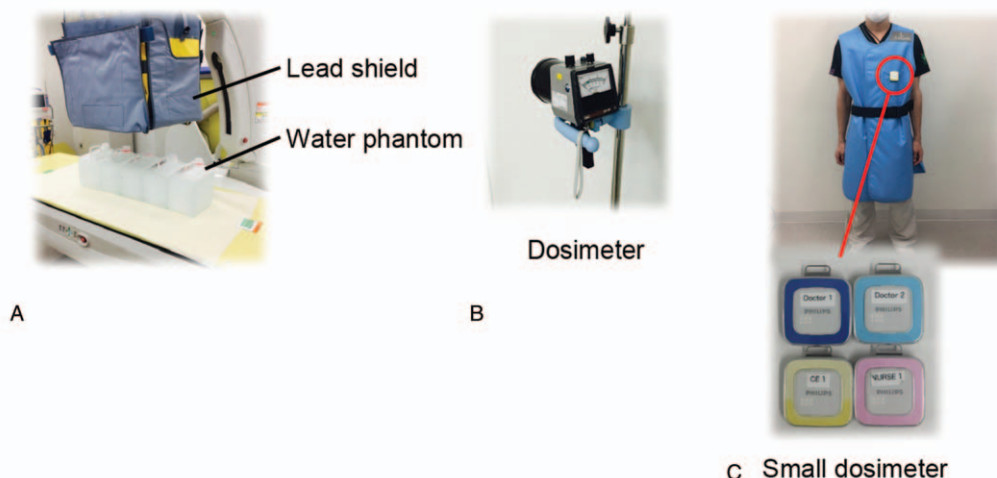 Lead shield
Water phantom
Dosimeter
A
B
Doctor 1
PHILIPS
Doctor 2
PHILIPS
CE 1
PHILIPS
NURSE 1
PHILIPS
C Small dosimeter